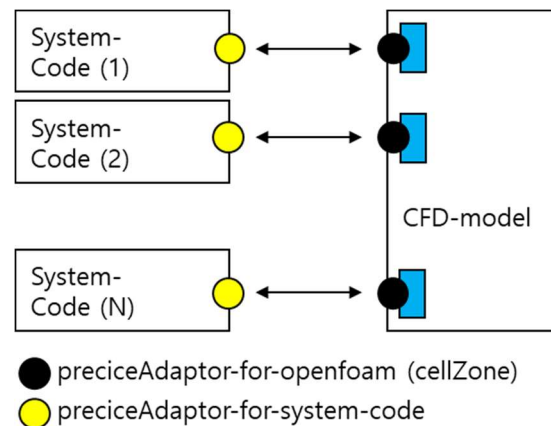 System-
Code (1)
System-
Code (2)
CFD-model
System-
Code (N)
preciceAdaptor-for-openfoam (cellZone)
preciceAdaptor-for-system-code